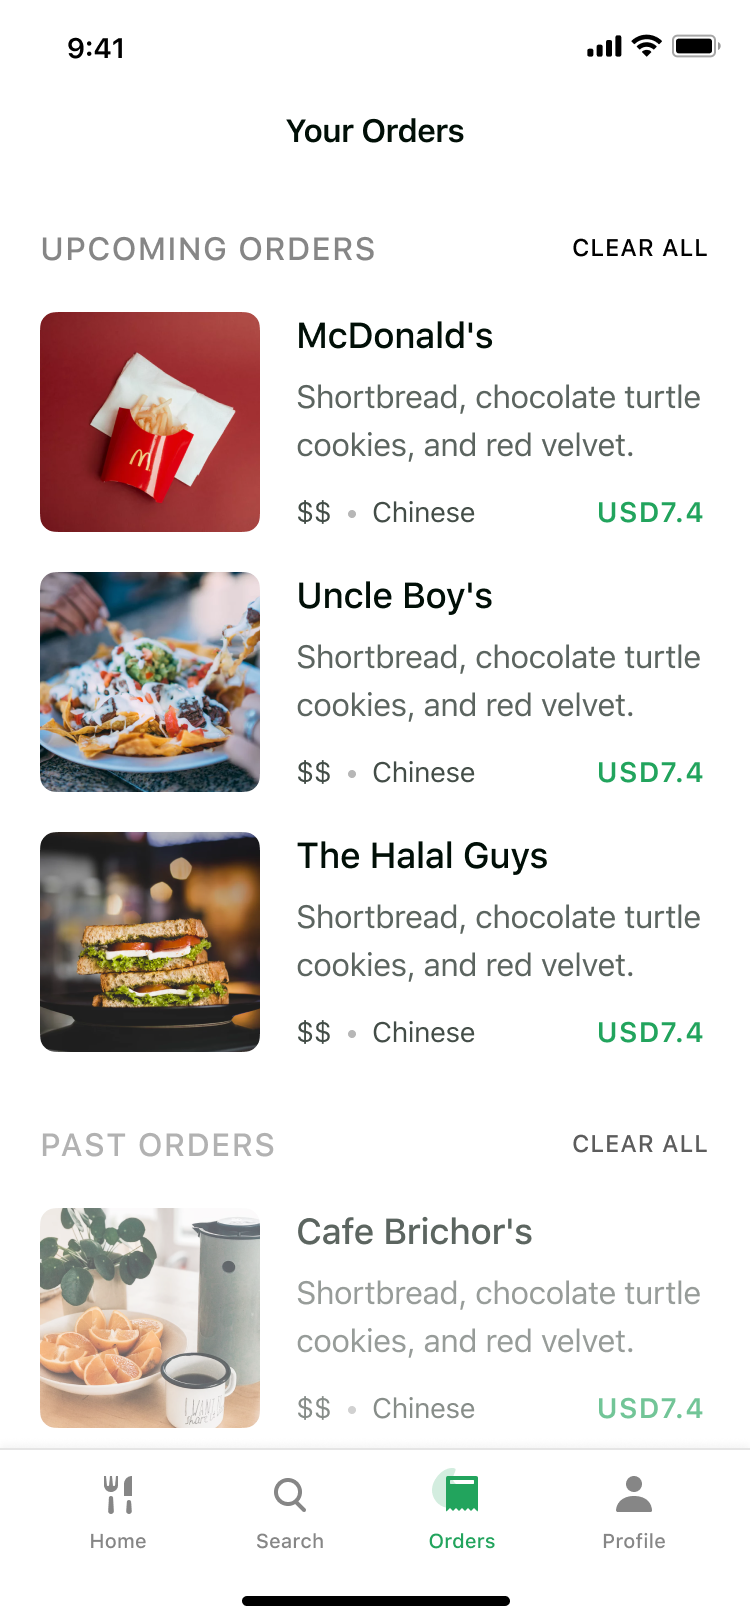 9:41
Your Orders
UPCOMING ORDERS
CLEAR ALL
McDonald's
Shortbread, chocolate turtle
cookies, and red velvet.
$$ • Chinese
USD7.4
Uncle Boy's
Shortbread, chocolate turtle
cookies, and red velvet.
$$ • Chinese
USD7.4
The Halal Guys
Shortbread, chocolate turtle
cookies, and red velvet.
$$ • Chinese
USD7.4
PAST ORDERS
CLEAR ALL
Cafe Brichor's
Shortbread, chocolate turtle
cookies, and red velvet.
$$ • Chinese
USD7.4
Home
Search
Orders
Profile